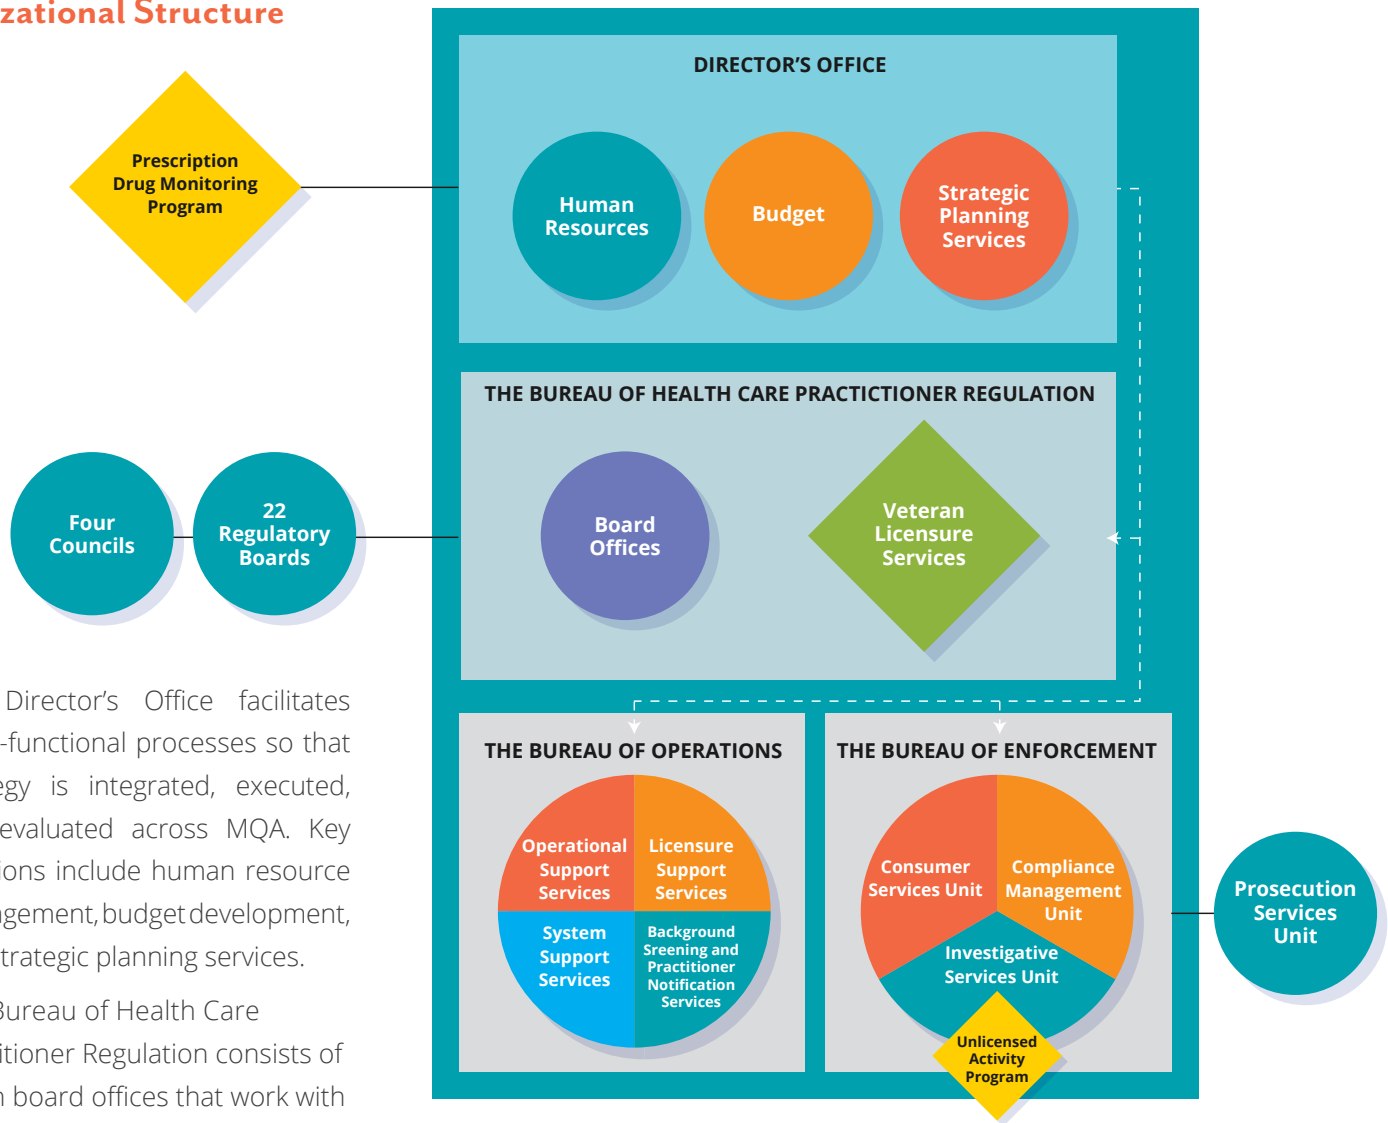 zational Structure
DIRECTOR'S OFFICE
Prescription
Drug Monitoring
Program
Human
Resources
Budget
Strategic
Planning
Services
THE BUREAU OF HEALTH CARE PRACTICTIONER REGULATION
Four
Councils
22
Regulatory
Boards
Board
Offices
Veteran
Licensure
Services
Director’s Office facilitates
-functional processes so that
egy is integrated, executed,
evaluated across MQA. Key
ions include human resource
agement, budget development,
trategic planning services.
Bureau of Health Care
itioner Regulation consists of
n board offices that work with
THE BUREAU OF OPERATIONS
Operational
Support
Services
Licensure
Support
Services
System
Support
Services
Background
Sreening and
Practitioner
Notification
Services
THE BUREAU OF ENFORCEMENT
Consumer
Services Unit
Compliance
Management
Unit
Investigative
Services Unit
Unlicensed
Activity
Program
Prosecution
Services
Unit